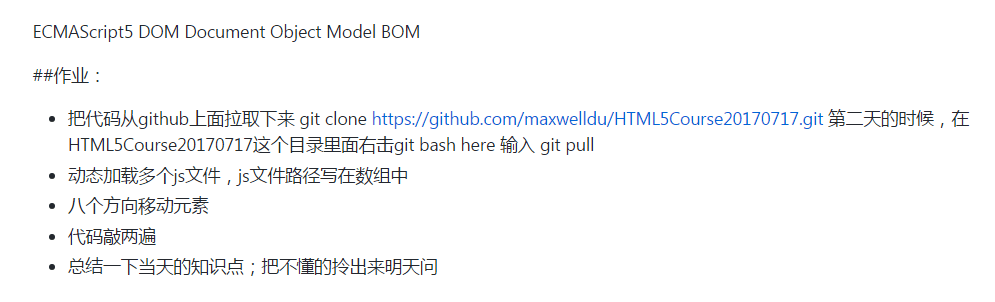 ECMAScript5 DOM Document Object Model BOM
##作业：
把代码从github上面拉取下来 git clone https://github.com/maxwelldu/HTML5Course20170717.git 第二天的时候，在
HTML5Course20170717这个目录里面右击git bash here 输入 git pull
动态加载多个js文件，js文件路径写在数组中
八个方向移动元素
代码敲两遍
总结一下当天的知识点；把不懂的拎出来明天问